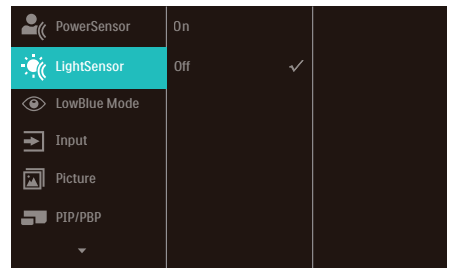 PowerSensor On
LightSensor Off
LowBlue Mode
Input
Picture
PIP/PBP